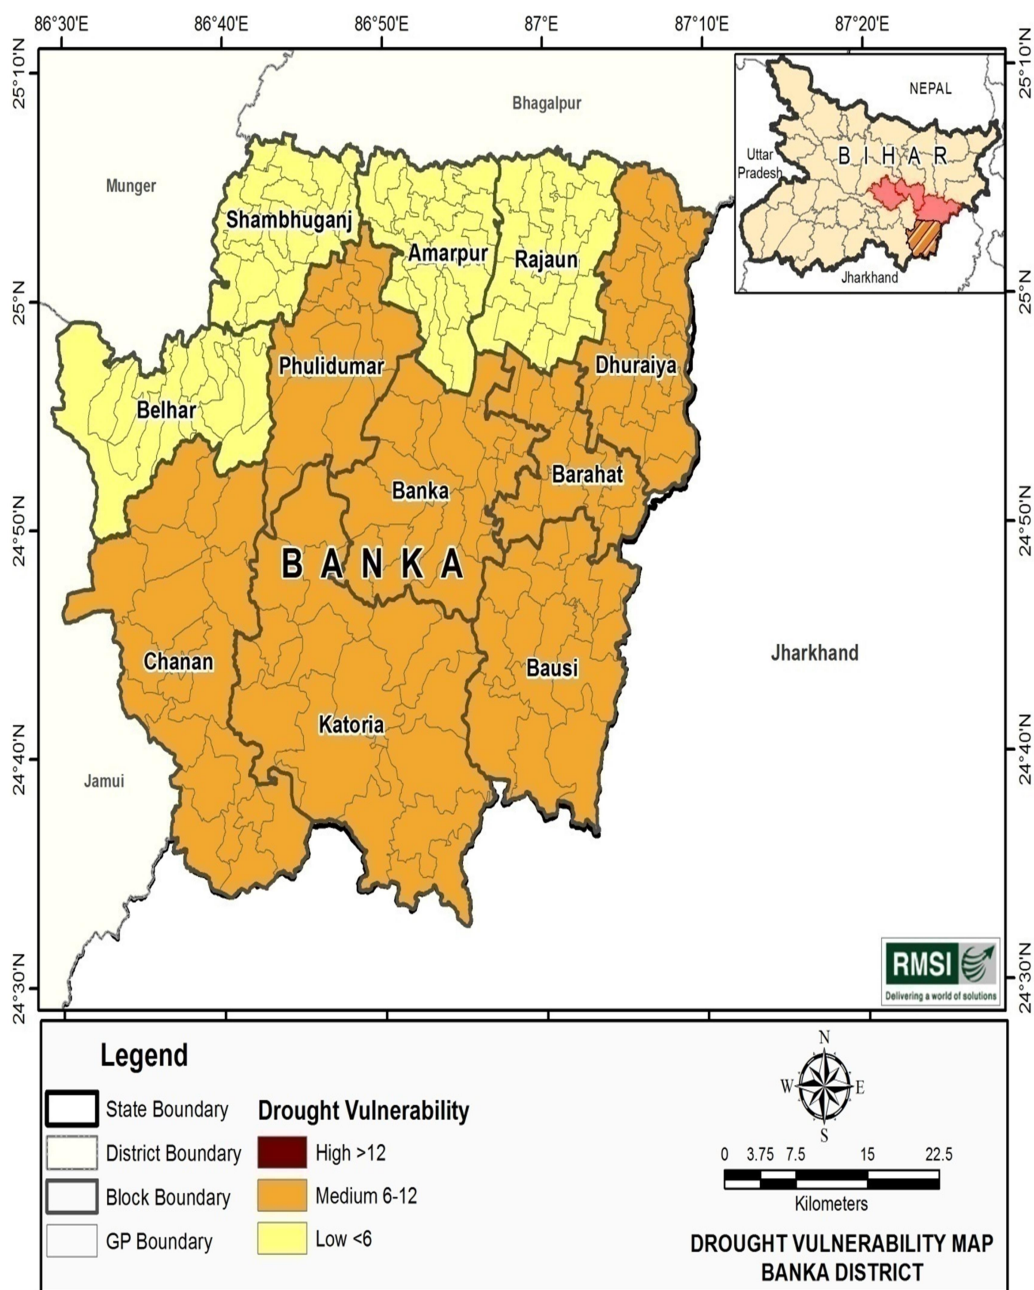 86°30'E 86°40'E 86°50'E 87°0'E 87°10'E 87°20'E
25°10'N
25°10'N
Bhagalpur
NEPAL
Munger
BIHAR
Uttar
Pradesh
Jharkhand
Shambhuganj
Amarpur
Rajaun
25°0'N
Phulidumar
Dhuraiya
Belhar
Banka
Barahat
24°50'N
24°50'N
BANKA
Chanan
Bausi
Jharkhand
Katoria
24°40'N
24°40'N
Jamui
RMSI
Delivering a world of solutions
24°30'N
24°30'N
Legend
State Boundary
District Boundary
Block Boundary
GP Boundary
Drought Vulnerability
High >12
Medium 6-12
Low <6
N
W E
S
0 3.75 7.5 15 22.5
Kilometers
DROUGHT VULNERABILITY MAP
BANKA DISTRICT